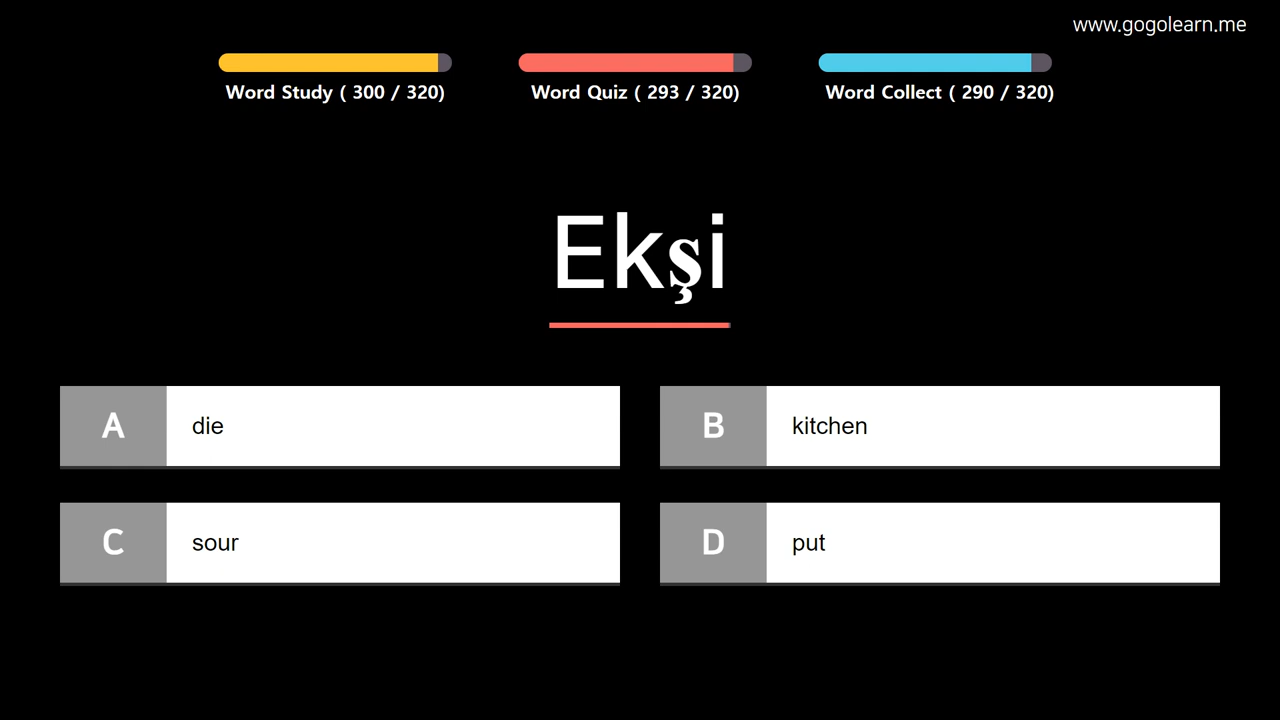 www.gogolearn.me
Word Study ( 300 / 320)
Word Quiz ( 293 / 320)
Word Collect ( 290 / 320)
Ekşi
A die
B kitchen
C sour
D put